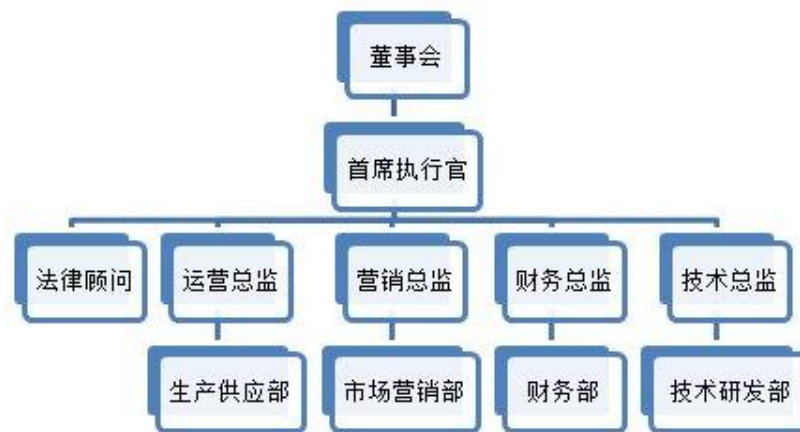 董事会
首席执行官
法律顾问
运营总监
营销总监
财务总监
技术总监
生产供应部
市场营销部
财务部
技术研发部